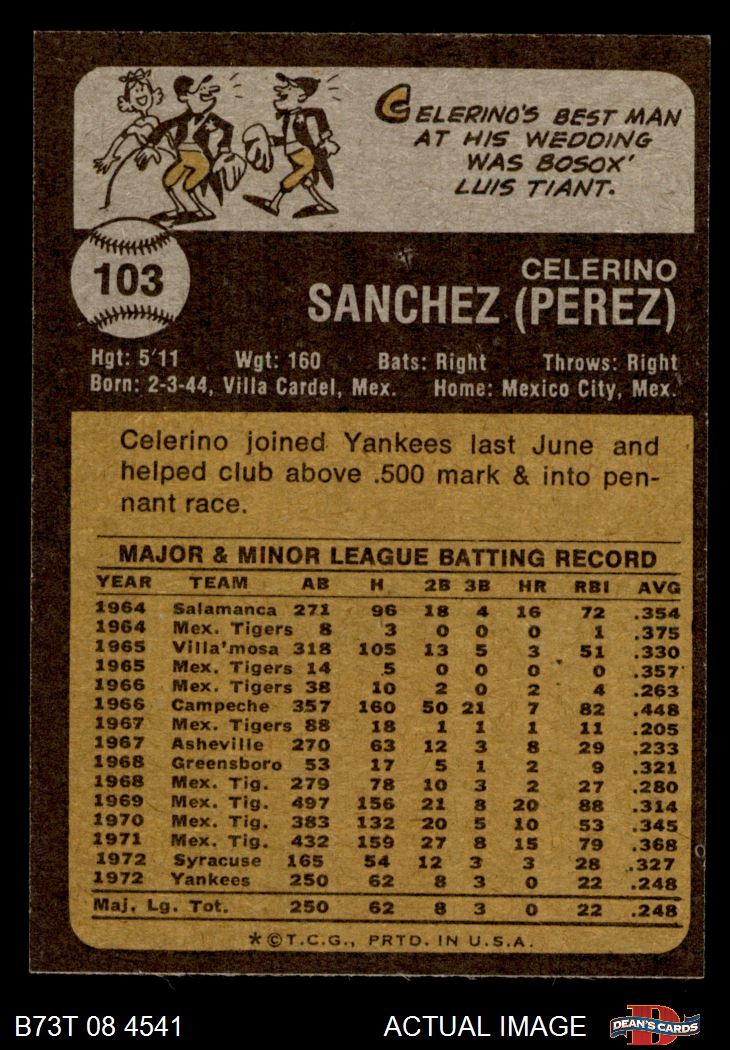 CELERINO'S BEST MAN
AT HIS WEDDING
WAS BOSOX'
LUIS TIANT.
103
CELERINO
SANCHEZ (PEREZ)
Hgt: 5'11 Wgt: 160 Bats: Right Throws: Right
Born: 2-3-44, Villa Cardel, Mex. Home: Mexico City, Mex.
Celerino joined Yankees last June and
helped club above .500 mark & into pen-
nant race.
MAJOR & MINOR LEAGUE BATTING RECORD
YEAR TEAM AB H 2B 3B HR RBI AVG
1964 Salamanca 271 96 18 4 16 72 .354
1964 Mex. Tigers 8 3 0 0 0 1 .375
1965 Villa'mosa 318 105 13 5 3 51 .330
1965 Mex. Tigers 14 5 0 0 0 0 .357
1966 Mex. Tigers 38 10 2 0 2 4 .263
1966 Campeche 357 160 50 21 7 82 .448
1967 Mex. Tigers 88 18 1 1 1 11 .205
1967 Asheville 270 63 12 3 8 29 .233
1968 Greensboro 53 17 5 1 2 9 .321
1968 Mex. Tig. 279 78 10 3 2 27 .280
1969 Mex. Tig. 497 156 21 8 20 88 .314
1970 Mex. Tig. 383 132 20 5 10 53 .345
1971 Mex. Tig. 432 159 27 8 15 79 .368
1972 Syracuse 165 54 12 3 3 28 .327
1972 Yankees 250 62 8 3 0 22 .248
Maj. Lg. Tot. 250 62 8 3 0 22 .248
*©T.C.G., PRTD. IN U.S.A.
B73T 08 4541 ACTUAL IMAGE DEAN'S CARDS